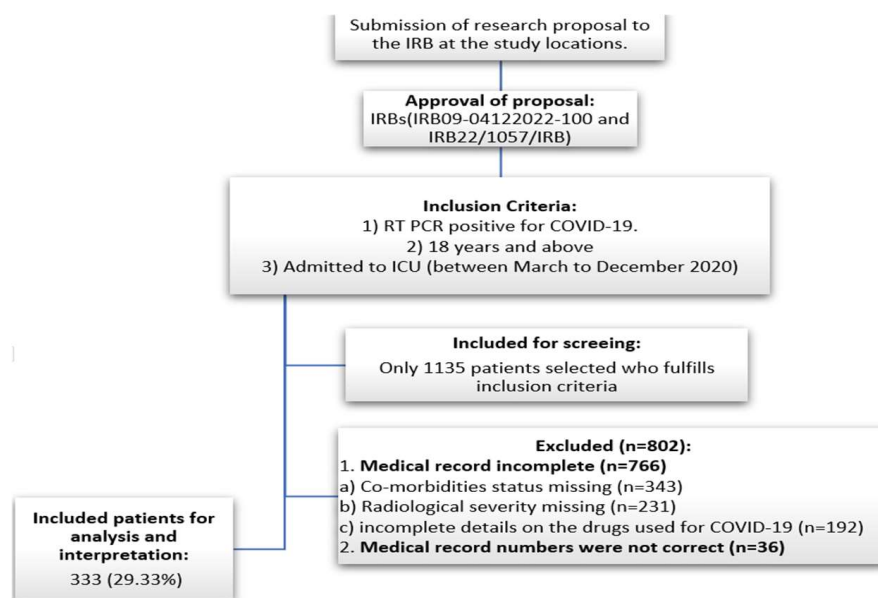 Submission of research proposal to
the IRB at the study locations.
Approval of proposal:
IRBs(IRB09-04122022-100 and
IRB22/1057/IRB)
Inclusion Criteria:
1) RT PCR positive for COVID-19.
2) 18 years and above
3) Admitted to ICU (between March to December 2020)
Included for screeing:
Only 1135 patients selected who fulfills
inclusion criteria
Excluded (n=802):
1. Medical record incomplete (n=766)
a) Co-morbidities status missing (n=343)
b) Radiological severity missing (n=231)
c) incomplete details on the drugs used for COVID-19 (n=192)
2. Medical record numbers were not correct (n=36)
Included patients for
analysis and
interpretation:
333 (29.33%)